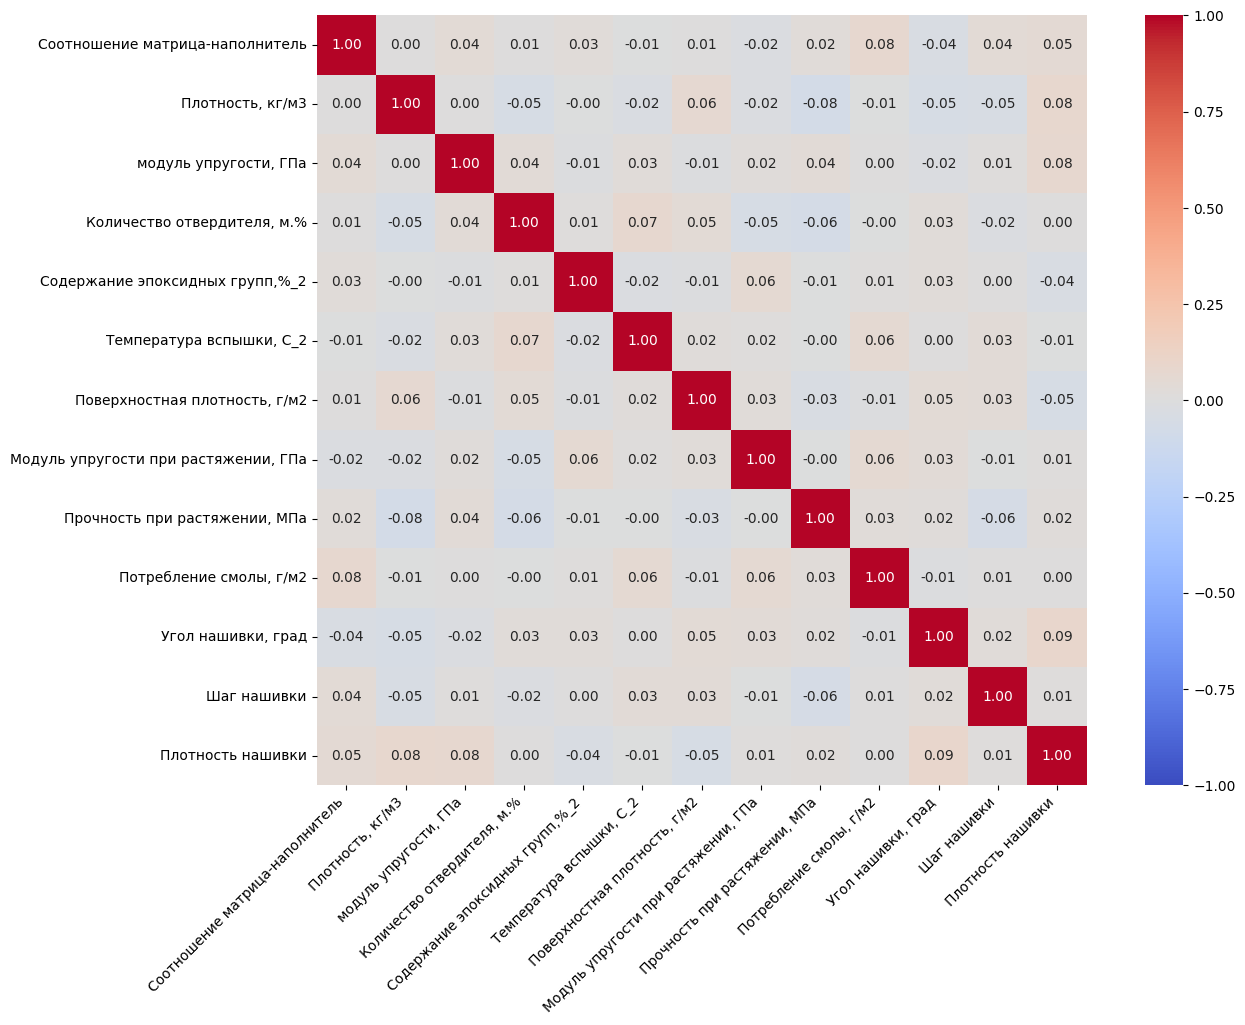 Соотношение матрица-наполнитель 1.00 0.00 0.04 0.01 0.03 -0.01 0.01 -0.02 0.02 0.08 -0.04 0.04 0.05
Плотность, кг/м3 0.00 1.00 0.00 -0.05 -0.00 -0.02 0.06 -0.02 -0.08 -0.01 -0.05 -0.05 0.08
модуль упругости, ГПа 0.04 0.00 1.00 0.04 -0.01 0.03 -0.01 0.02 0.04 0.00 -0.02 0.01 0.08
Количество отвердителя, м.% 0.01 -0.05 0.04 1.00 0.01 0.07 0.05 -0.05 -0.06 -0.00 0.03 -0.02 0.00
Содержание эпоксидных групп,%_2 0.03 -0.00 -0.01 0.01 1.00 -0.02 -0.01 0.06 -0.01 0.01 0.03 0.00 -0.04
Температура вспышки, С_2 -0.01 -0.02 0.03 0.07 -0.02 1.00 0.02 0.02 -0.00 0.06 0.00 0.03 -0.01
Поверхностная плотность, г/м2 0.01 0.06 -0.01 0.05 -0.01 0.02 1.00 0.03 -0.03 -0.01 0.05 0.03 -0.05
Модуль упругости при растяжении, ГПа -0.02 -0.02 0.02 -0.05 0.06 0.02 0.03 1.00 -0.00 0.06 0.03 -0.01 0.01
Прочность при растяжении, МПа 0.02 -0.08 0.04 -0.06 -0.01 -0.00 -0.03 -0.00 1.00 0.03 0.02 -0.06 0.02
Потребление смолы, г/м2 0.08 -0.01 0.00 -0.00 0.01 0.06 -0.01 0.06 0.03 1.00 -0.01 0.01 0.00
Угол нашивки, град -0.04 -0.05 -0.02 0.03 0.03 0.00 0.05 0.03 0.02 -0.01 1.00 0.02 0.09
Шаг нашивки 0.04 -0.05 0.01 -0.02 0.00 0.03 0.03 -0.01 -0.06 0.01 0.02 1.00 0.01
Плотность нашивки 0.05 0.08 0.08 0.00 -0.04 -0.01 -0.05 0.01 0.02 0.00 0.09 0.01 1.00
Соотношение матрица-наполнитель
Плотность, кг/м3
модуль упругости, ГПа
Количество отвердителя, м.%
Содержание эпоксидных групп,%_2
Температура вспышки, С_2
Поверхностная плотность, г/м2
Модуль упругости при растяжении, ГПа
Прочность при растяжении, МПа
Потребление смолы, г/м2
Угол нашивки, град
Шаг нашивки
Плотность нашивки
1.00
0.75
0.50
0.25
0.00
−0.25
−0.50
−0.75
−1.00